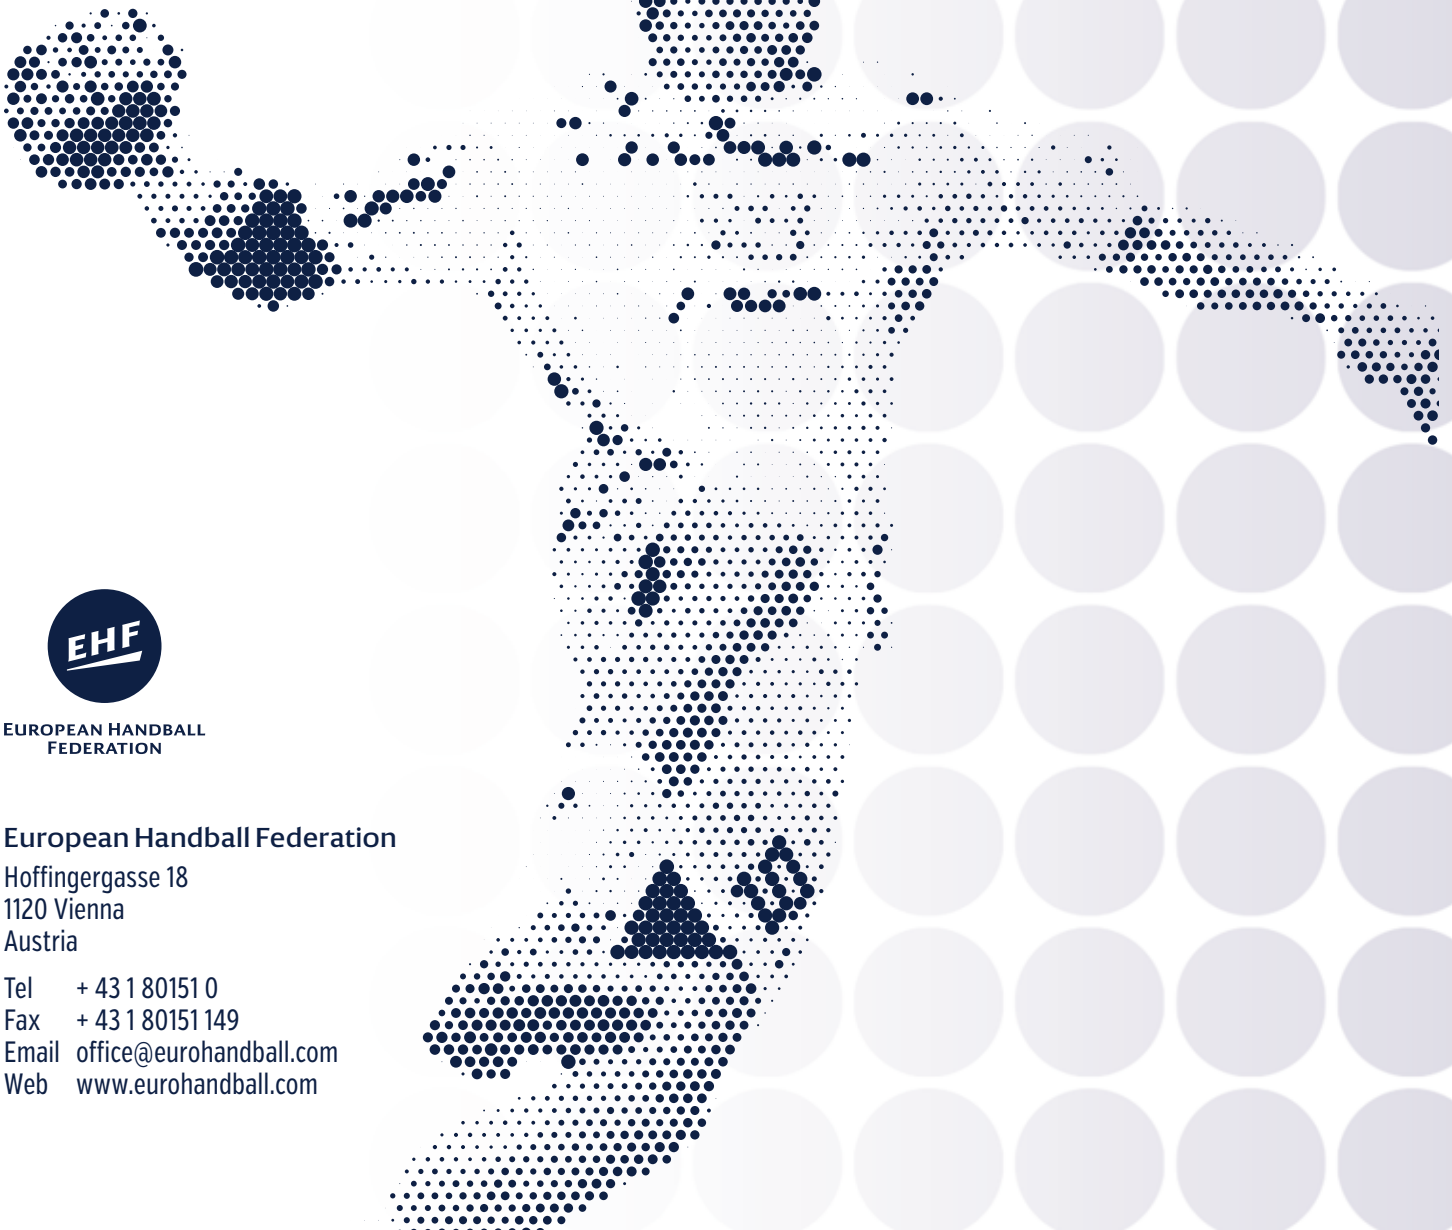 EHF
EUROPEAN HANDBALL
FEDERATION
European Handball Federation
Hoffingergasse 18
1120 Vienna
Austria
Tel + 43 1 80151 0
Fax + 43 1 80151 149
Email office@eurohandball.com
Web www.eurohandball.com